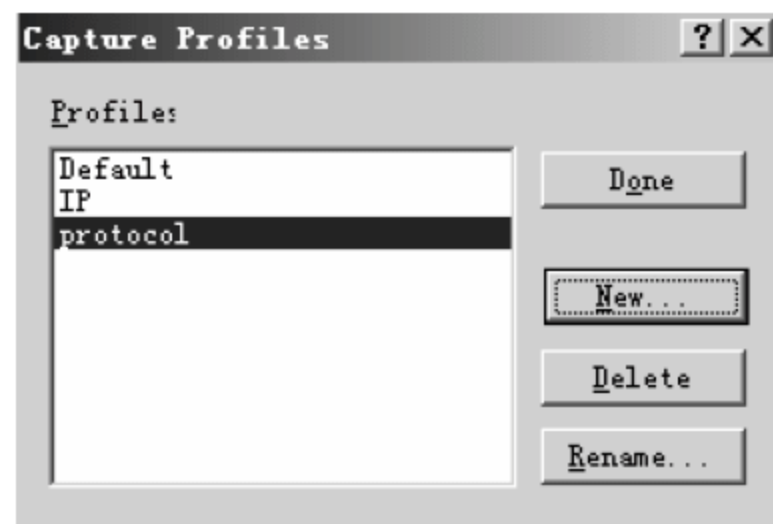 Capture Profiles
Profiles
Default
IP
protocol
Done
New...
Delete
Rename...